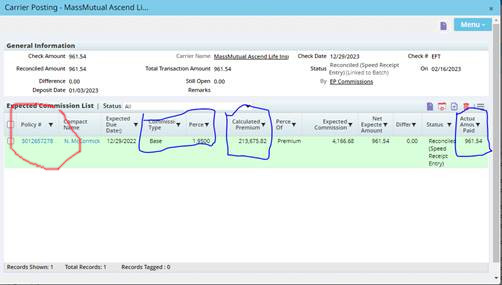 Carrier Posting - MassMutual Ascend Li...
Menu
General Information
Check Amount 961.54 Carrier Name MassMutual Ascend Life Ins Check Date 12/29/2023 Check # EFT
Reconciled Amount 961.54 Total Transaction Amount 961.54 Status Reconciled (Speed Receipt Entry)(Linked to Batch) On 02/16/2023
Difference 0.00 Still Open 0.00 By EP Commissions
Deposit Date 01/03/2023 Remarks
Expected Commission List | Status All
Policy # Compact Name Expected Due Date) Commissi Type Perce Calculated Premium Perce Of Expected Commission Net Expecte Amount Differ Status Actua Amou Paid
5012657278 N. McCormick 12/29/2022 Base 1.9500 213,675.82 Premium 4,166.68 961.54 0.00 Reconciled (Speed Receipt Entry) 961.54
Records Shown: 1 Total Records: 1 Records Tagged : 0